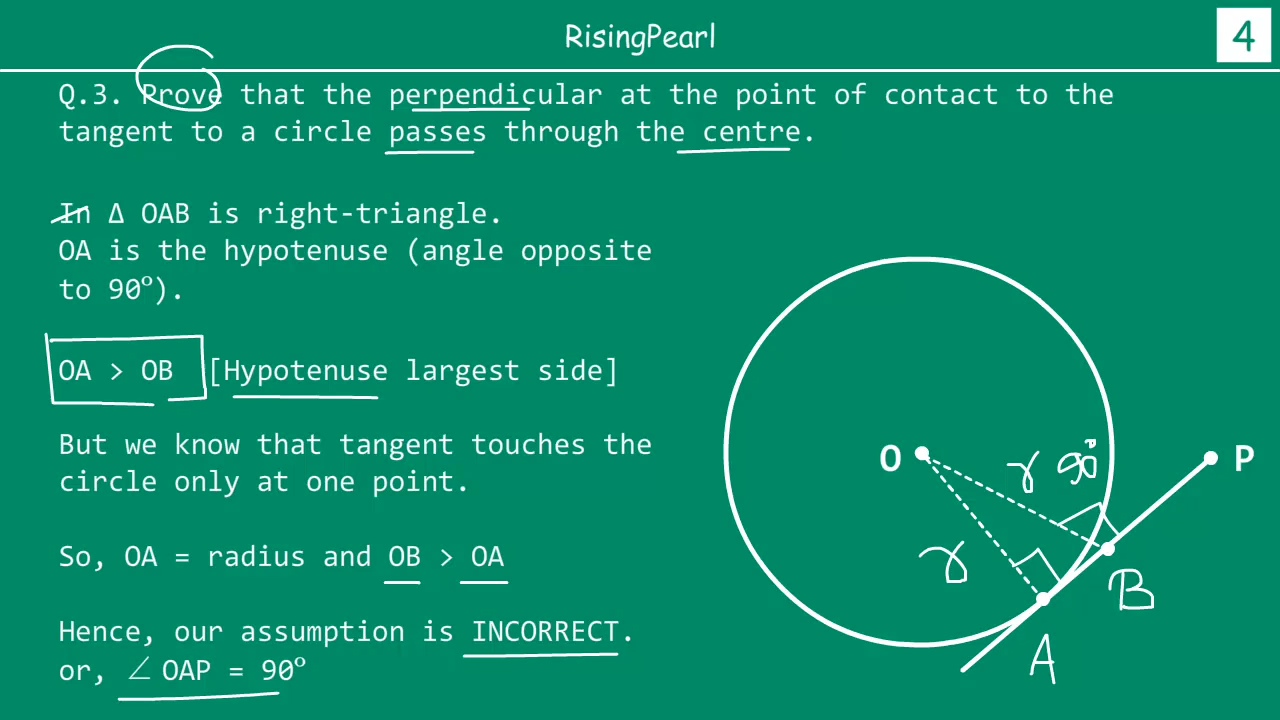 RisingPearl
4
Q.3. Prove that the perpendicular at the point of contact to the
tangent to a circle passes through the centre.
In Δ OAB is right-triangle.
OA is the hypotenuse (angle opposite
to 90°).
OA > OB [Hypotenuse largest side]
But we know that tangent touches the
circle only at one point.
So, OA = radius and OB > OA
Hence, our assumption is INCORRECT.
or, ∠ OAP = 90°
O
r 90°
P
r
B
A